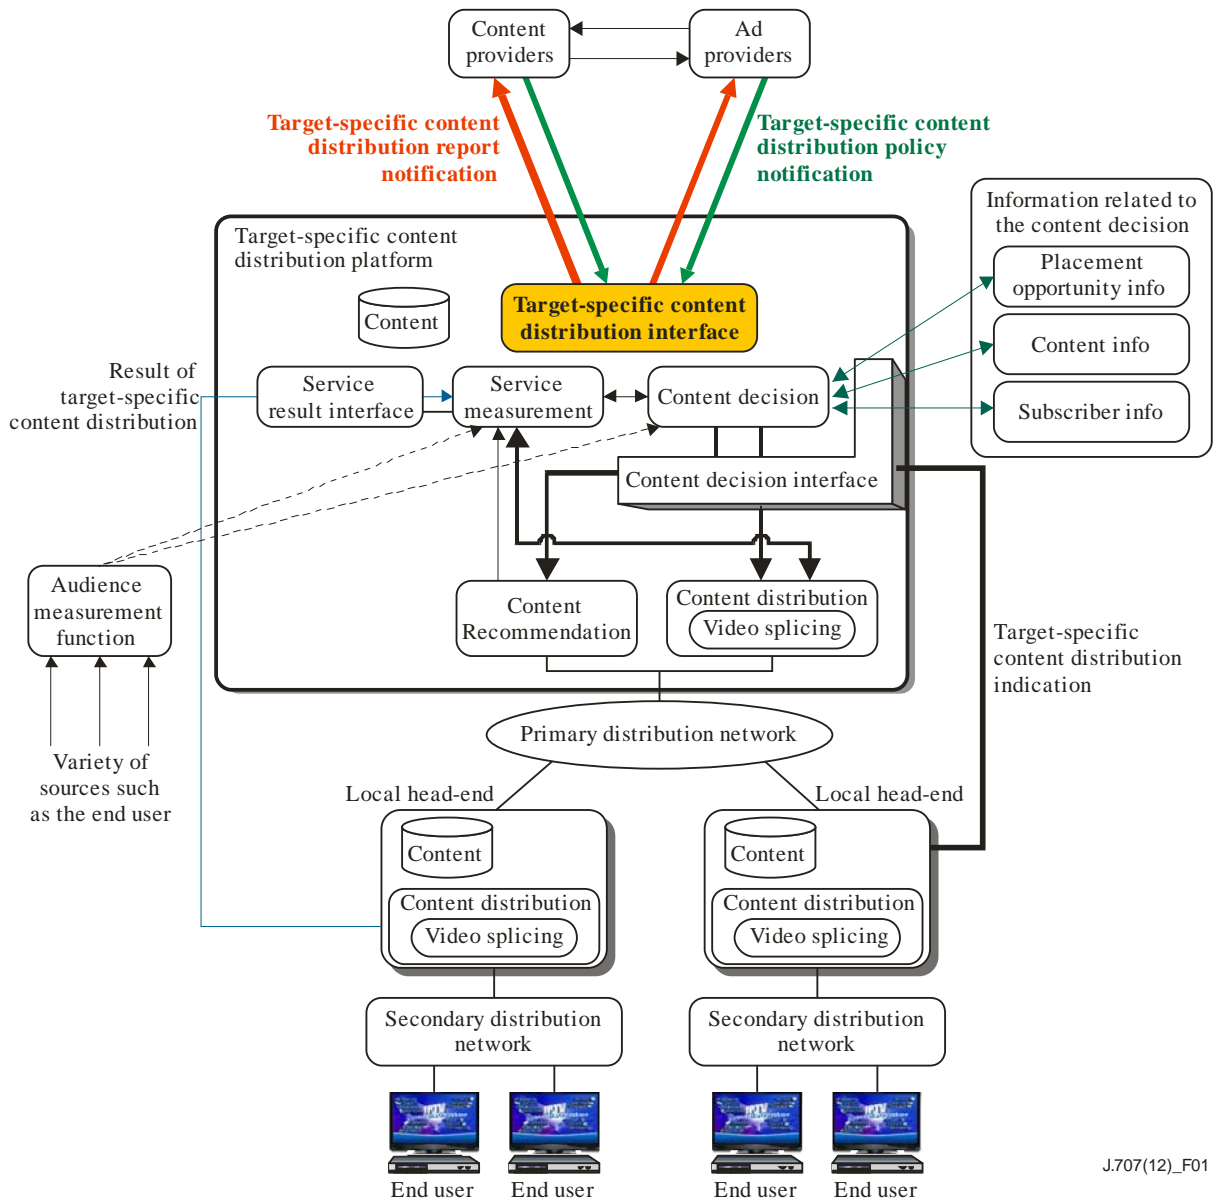 Content
providers
Ad
providers
Target-specific content
distribution report
notification
Target-specific content
distribution policy
notification
Information related to
the content decision
Placement
opportunity info
Content info
Subscriber info
Target-specific content
distribution platform
Content
Target-specific content
distribution interface
Result of
target-specific
content distribution
Service
result interface
Service
measurement
Content decision
Content decision interface
Audience
measurement
function
Content
Recommendation
Content distribution
Video splicing
Target-specific
content distribution
indication
Variety of
sources such
as the end user
Primary distribution network
Local head-end
Local head-end
Content
Content distribution
Video splicing
Content
Content distribution
Video splicing
Secondary distribution
network
Secondary distribution
network
IPTV
IPTV
IPTV
IPTV
End user
End user
End user
End user
J.707(12)_F01